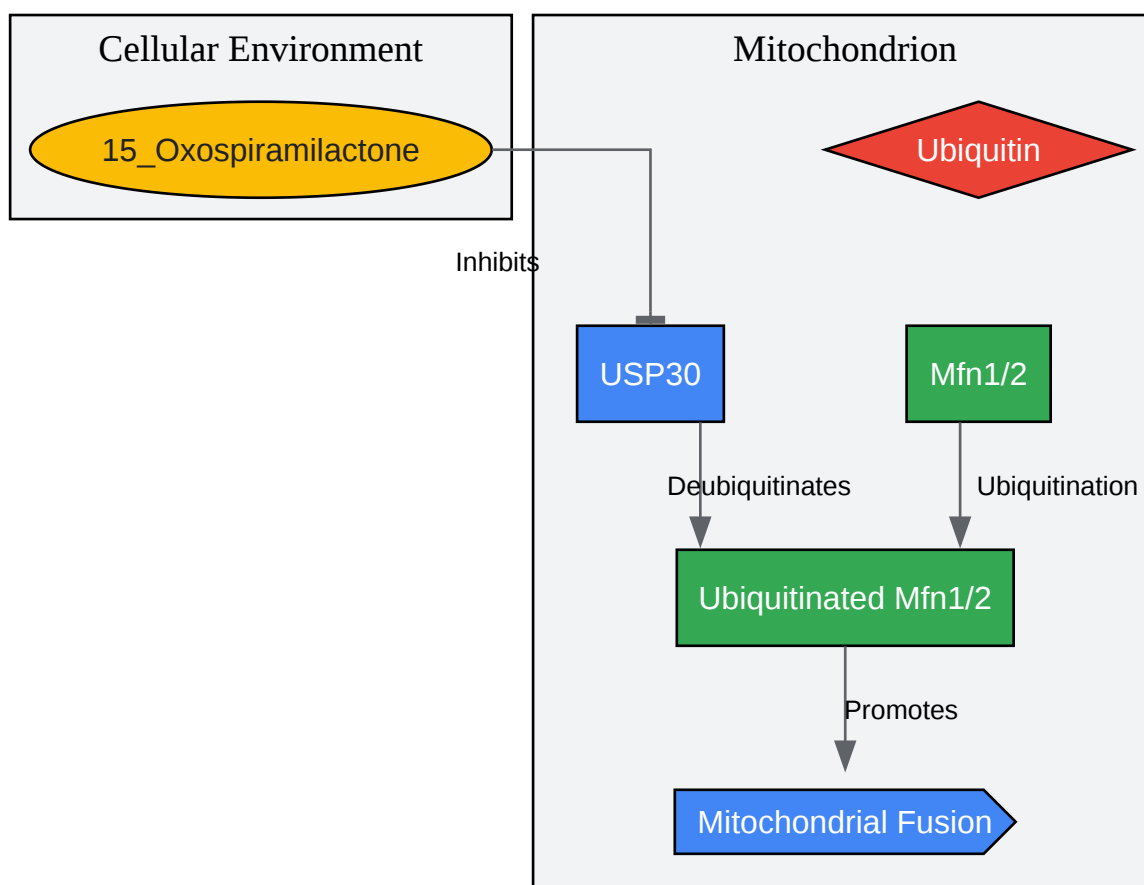 Cellular Environment
Mitochondrion
15_Oxospiramilactone
Ubiquitin
Inhibits
USP30
Mfn1/2
Deubiquitinates
Ubiquitination
Ubiquitinated Mfn1/2
Promotes
Mitochondrial Fusion